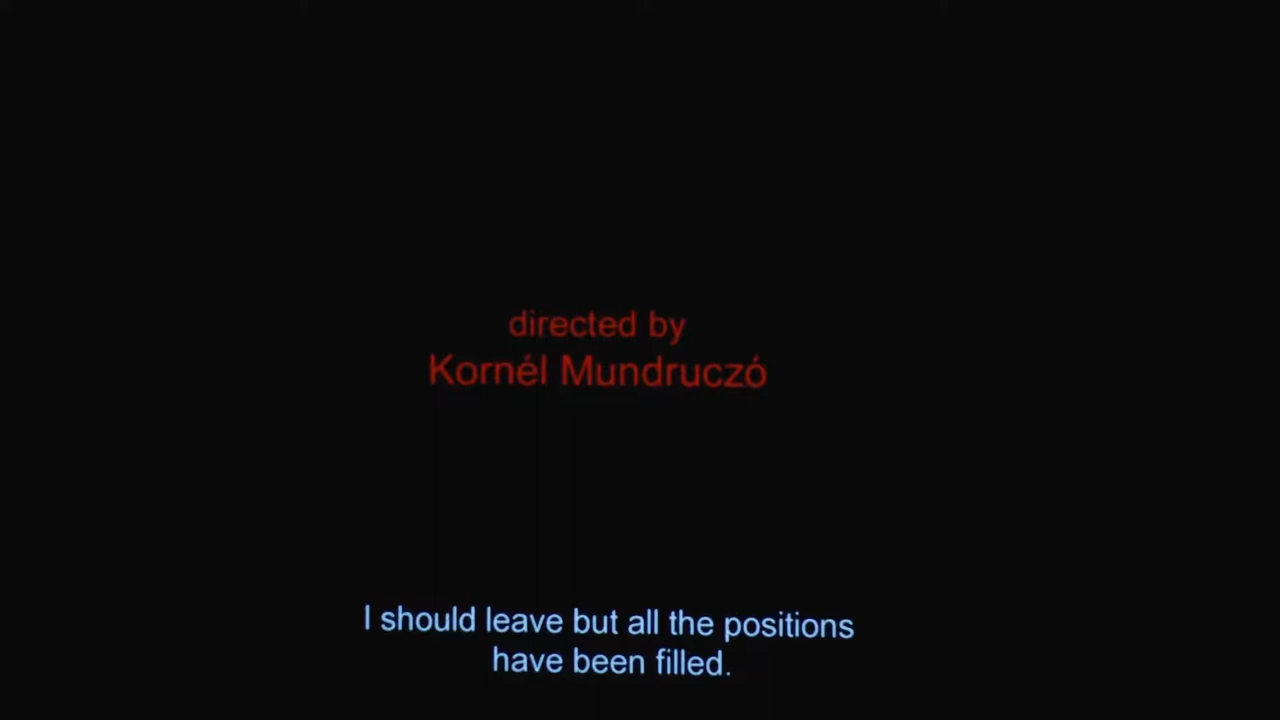 directed by
Kornél Mundruczó
I should leave but all the positions
have been filled.